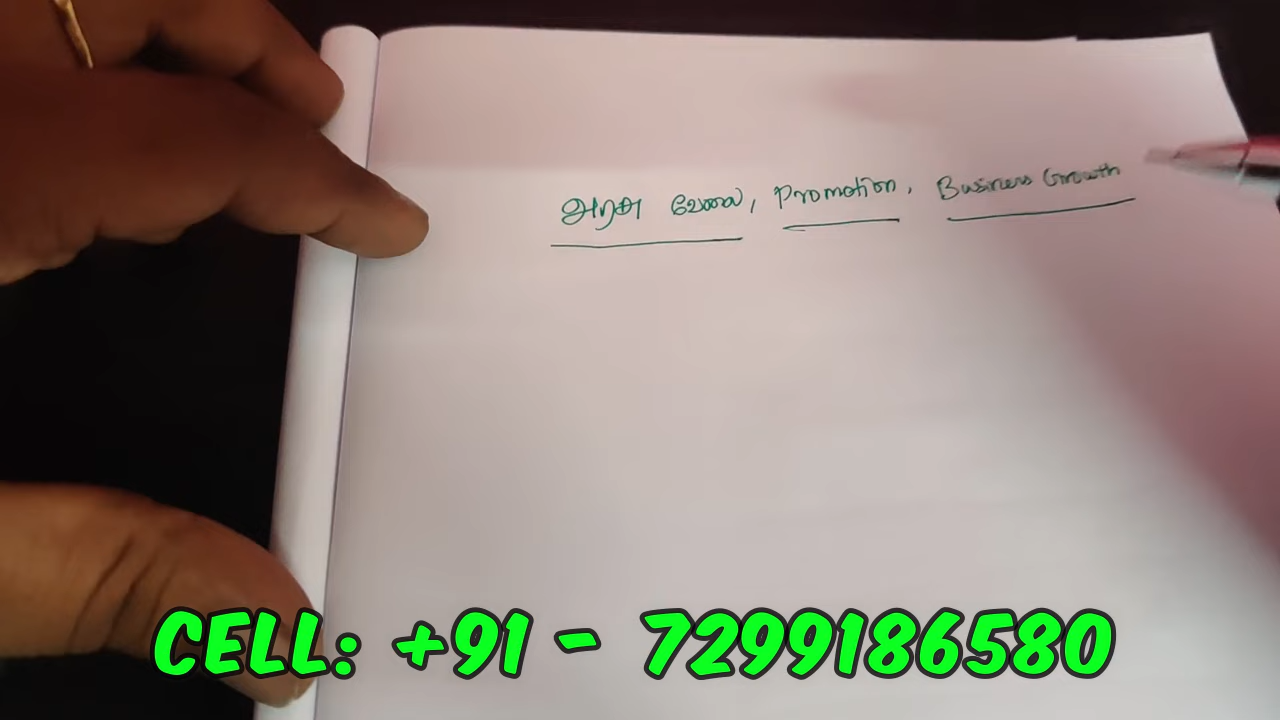 அரசு வேலை, Promotion, Business Growth
CELL: +91 - 7299186580